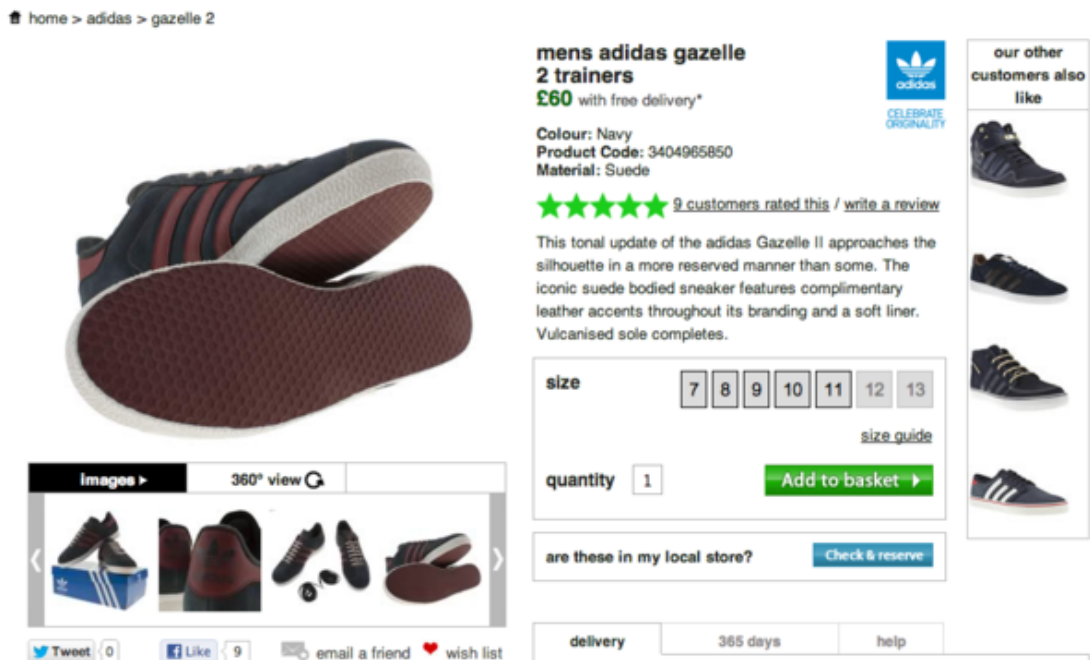 home > adidas > gazelle 2
mens adidas gazelle
2 trainers
£60 with free delivery*
adidas
CELEBRATE
ORIGINALITY
Colour: Navy
Product Code: 3404965850
Material: Suede
9 customers rated this / write a review
This tonal update of the adidas Gazelle II approaches the
silhouette in a more reserved manner than some. The
iconic suede bodied sneaker features complimentary
leather accents throughout its branding and a soft liner.
Vulcanised sole completes.
size 7 8 9 10 11 12 13
size guide
quantity 1 Add to basket
are these in my local store? Check & reserve
delivery 365 days help
our other
customers also
like
images 360° view
Tweet 0 Like 9 email a friend wish list